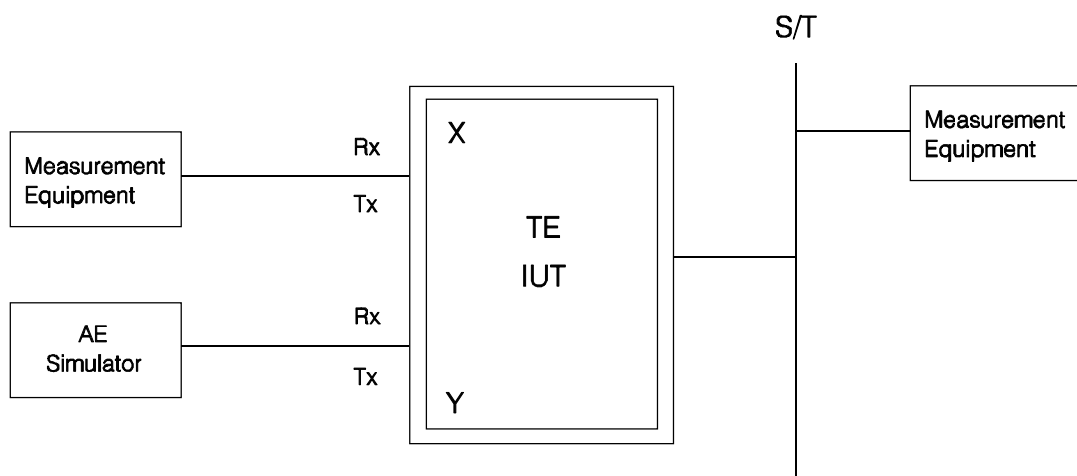 S/T
Measurement
Equipment
Rx
Tx
X
TE
IUT
Measurement
Equipment
AE
Simulator
Rx
Tx
Y